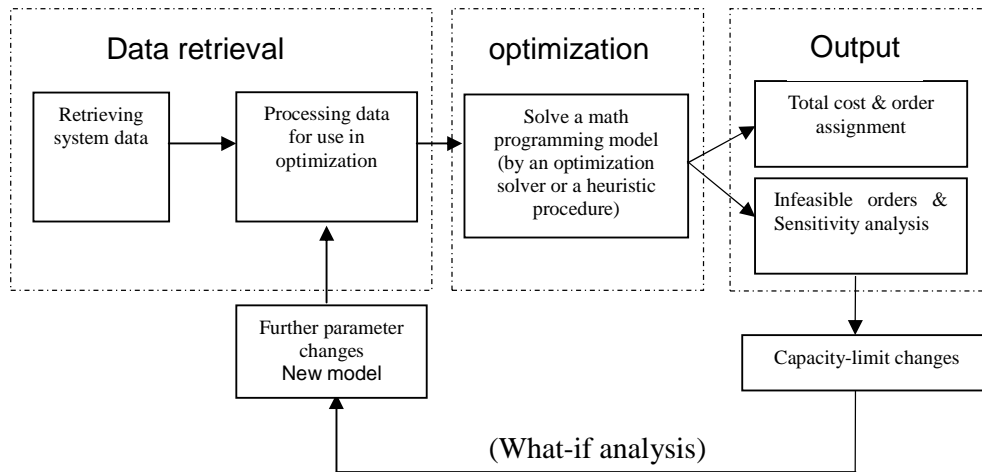 Data retrieval
Retrieving
system data
Processing data
for use in
optimization
optimization
Solve a math
programming model
(by an optimization
solver or a heuristic
procedure)
Output
Total cost & order
assignment
Infeasible orders &
Sensitivity analysis
Capacity-limit changes
Further parameter
changes
New model
(What-if analysis)